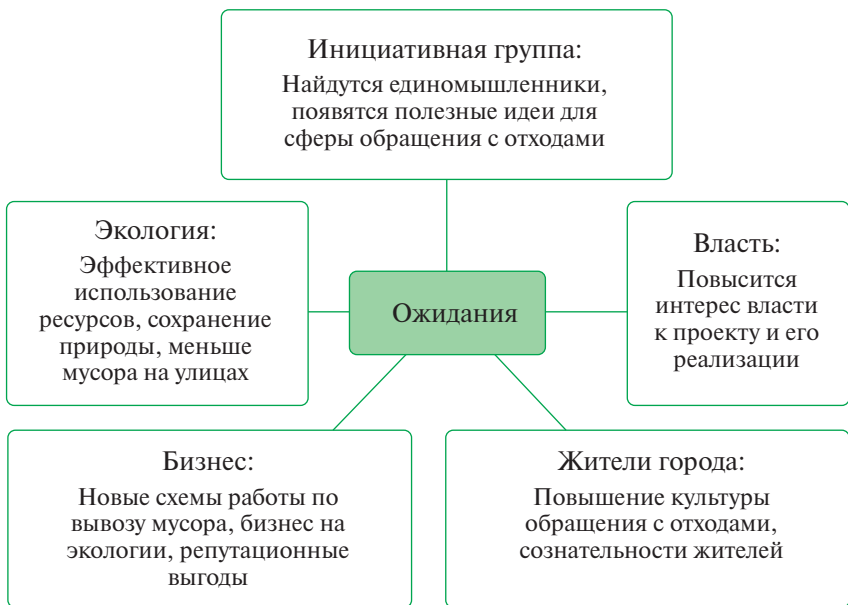 Инициативная группа:
Найдутся единомышленники,
появятся полезные идеи для
сферы обращения с отходами
Экология:
Эффективное
использование
ресурсов, сохранение
природы, меньше
мусора на улицах
Ожидания
Власть:
Повысится
интерес власти
к проекту и его
реализации
Бизнес:
Новые схемы работы по
вывозу мусора, бизнес на
экологии, репутационные
выгоды
Жители города:
Повышение культуры
обращения с отходами,
сознательности жителей